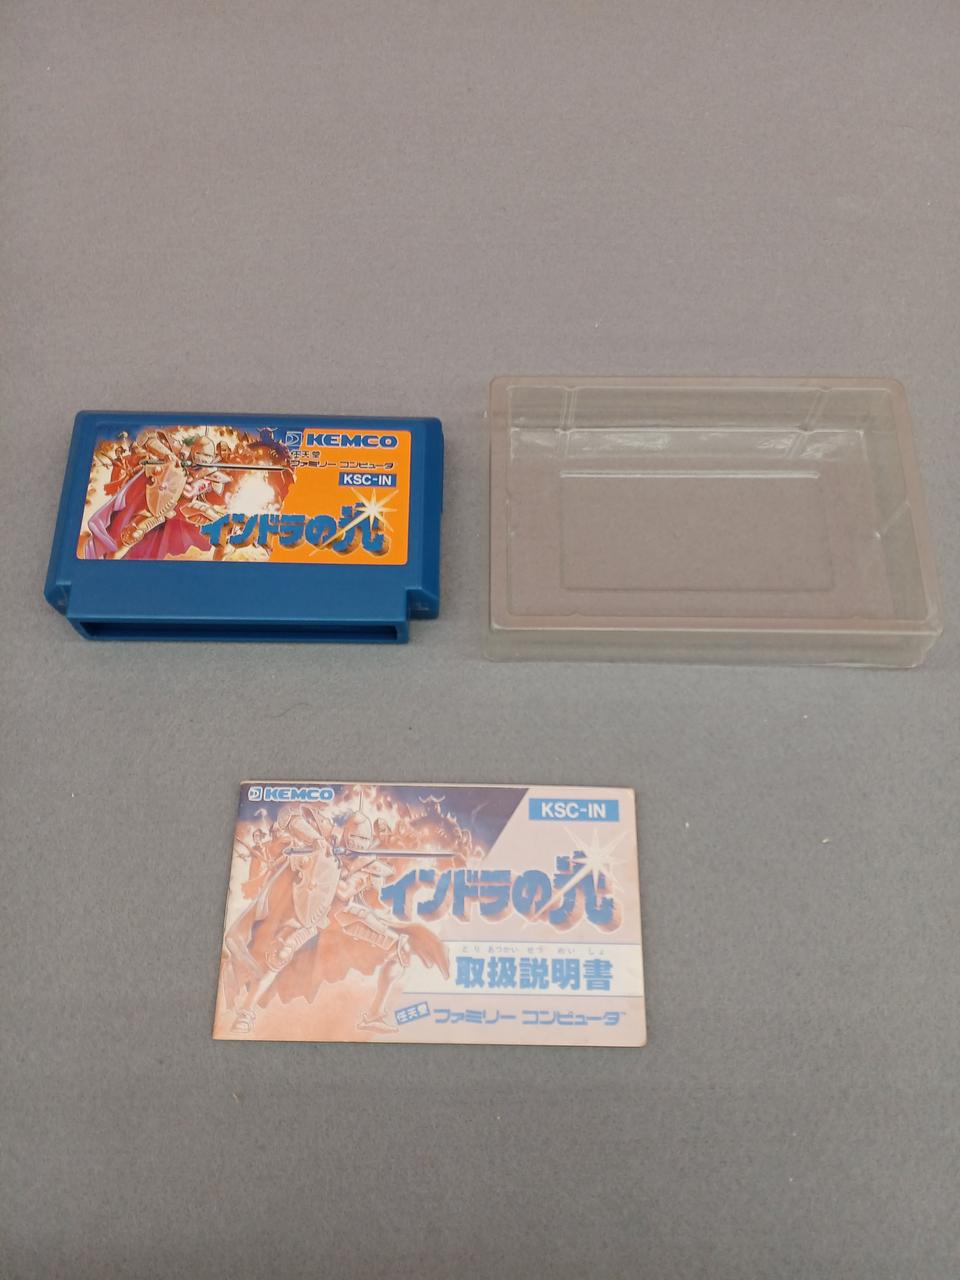 KEMCO
任天堂
ファミリー コンピュータ
KSC-IN
インドラの光
KEMCO
KSC-IN
インドラの光
とり あつかい せつ めい しょ
取扱説明書
任天堂 ファミリー コンピュータ™